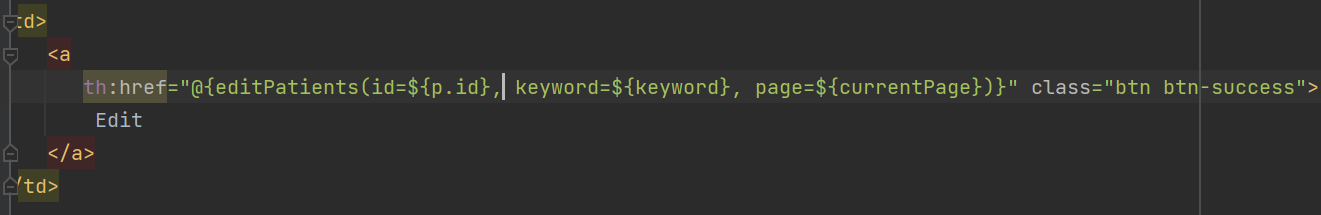 td>
<a
th:href="@{editPatients(id=${p.id}, keyword=${keyword}, page=${currentPage})}" class="btn btn-success">
Edit
</a>
/td>